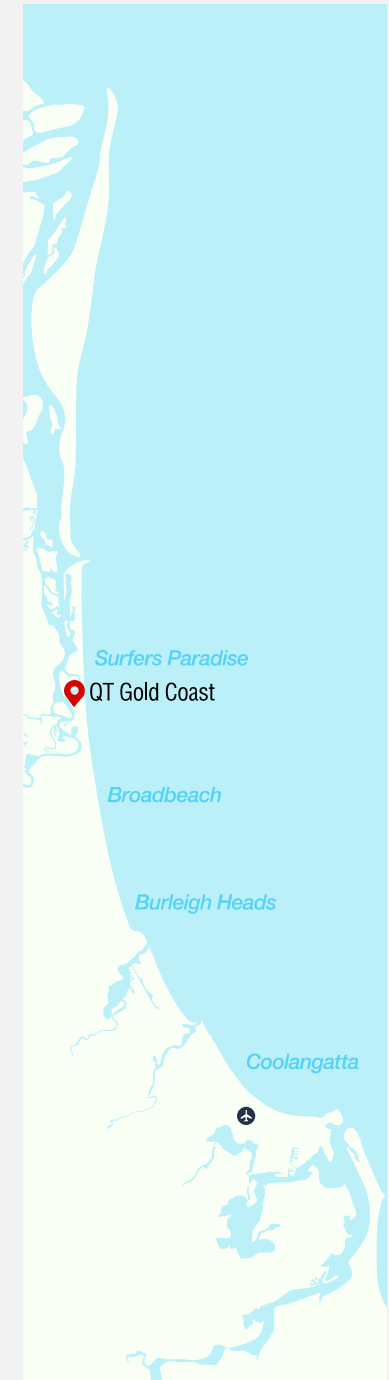 Surfers Paradise
QT Gold Coast
Broadbeach
Burleigh Heads
Coolangatta